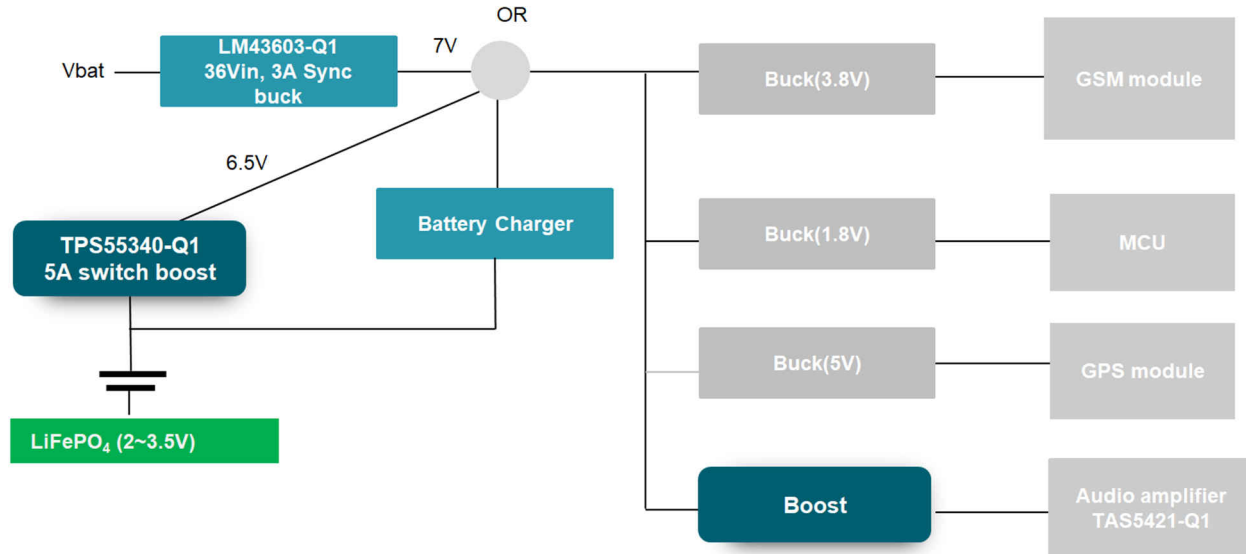 OR
LM43603-Q1
36Vin, 3A Sync
buck
7V
Vbat
Buck(3.8V)
GSM module
6.5V
TPS55340-Q1
5A switch boost
Battery Charger
Buck(1.8V)
MCU
Buck(5V)
GPS module
LiFePO₄ (2~3.5V)
Boost
Audio amplifier
TAS5421-Q1